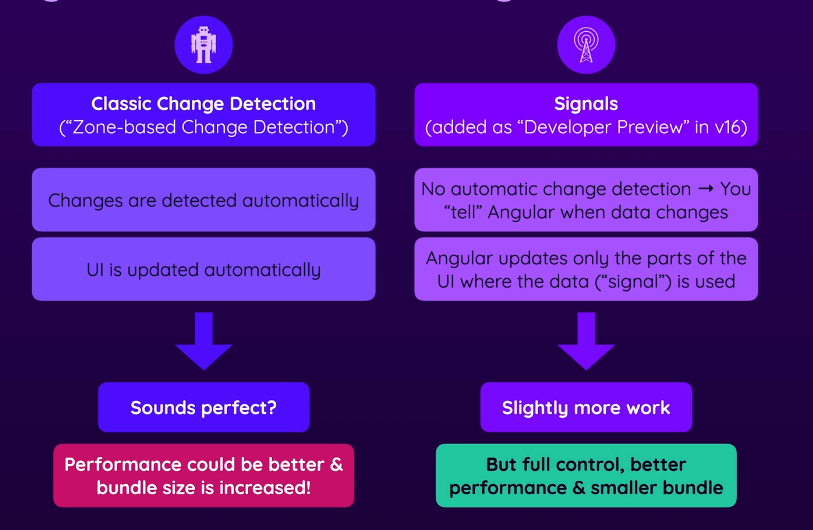 Classic Change Detection
(“Zone-based Change Detection”)
Changes are detected automatically
UI is updated automatically
Sounds perfect?
Performance could be better &
bundle size is increased!
Signals
(added as “Developer Preview” in v16)
No automatic change detection → You
“tell” Angular when data changes
Angular updates only the parts of the
UI where the data (“signal”) is used
Slightly more work
But full control, better
performance & smaller bundle